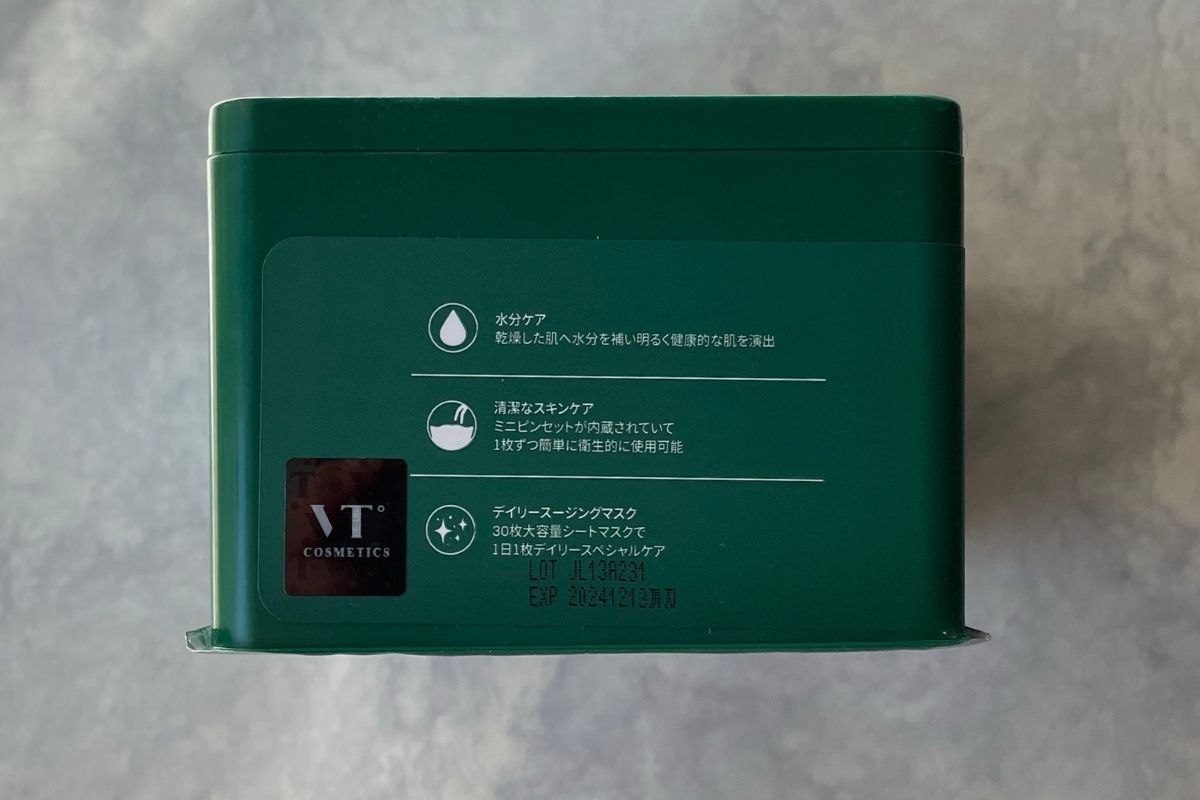 水分ケア
乾燥した肌へ水分を補い明るく健康的な肌を演出
清潔なスキンケア
ミニピンセットが内蔵されていて
1枚ずつ簡単に衛生的に使用可能
VT°
COSMETICS
デイリースージングマスク
30枚大容量シートマスクで
1日1枚デイリースペシャルケア
LOT JL13A231
EXP 20241213까지